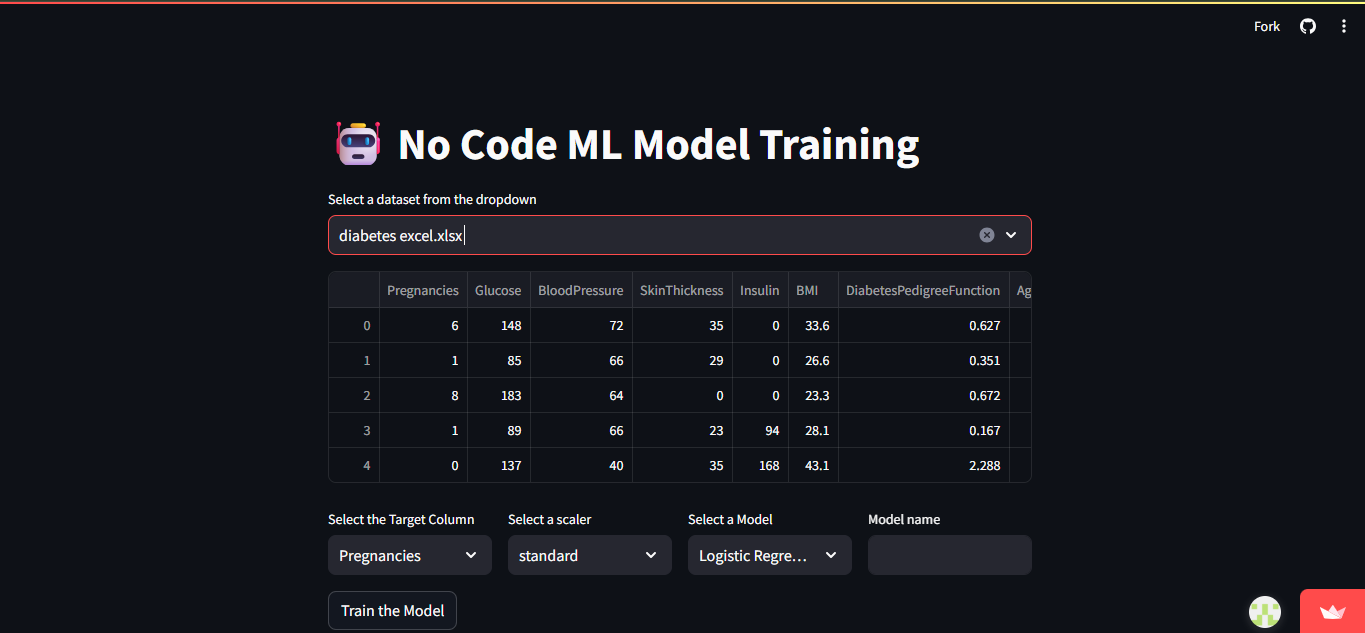 Fork
No Code ML Model Training
Select a dataset from the dropdown
diabetes excel.xlsx
Pregnancies Glucose BloodPressure SkinThickness Insulin BMI DiabetesPedigreeFunction Ag
0 6 148 72 35 0 33.6 0.627
1 1 85 66 29 0 26.6 0.351
2 8 183 64 0 0 23.3 0.672
3 1 89 66 23 94 28.1 0.167
4 0 137 40 35 168 43.1 2.288
Select the Target Column Select a scaler Select a Model Model name
Pregnancies standard Logistic Regre...
Train the Model